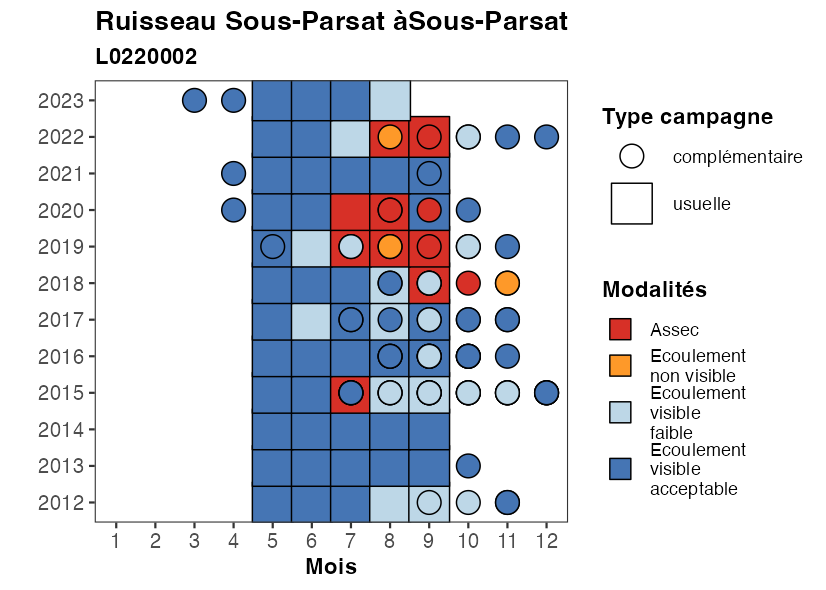 Ruisseau Sous-Parsat àSous-Parsat
L0220002
2023
2022
2021
2020
2019
2018
2017
2016
2015
2014
2013
2012
1 2 3 4 5 6 7 8 9 10 11 12
Mois
Type campagne
complémentaire
usuelle
Modalités
Assec
Ecoulement
non visible
Ecoulement
visible
faible
Ecoulement
visible
acceptable